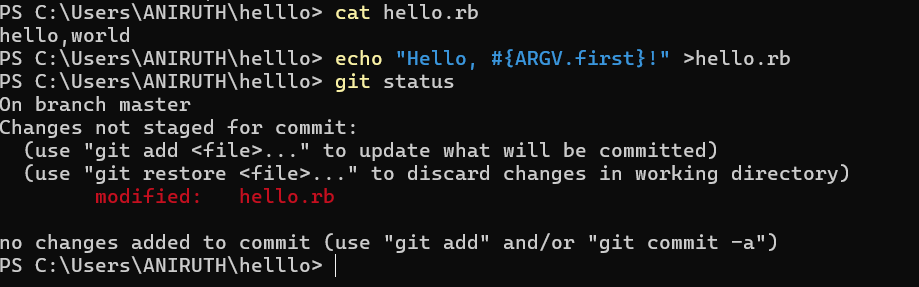 PS C:\Users\ANIRUTH\helllo> cat hello.rb
hello,world
PS C:\Users\ANIRUTH\helllo> echo "Hello, #{ARGV.first}!" >hello.rb
PS C:\Users\ANIRUTH\helllo> git status
On branch master
Changes not staged for commit:
  (use "git add <file>..." to update what will be committed)
  (use "git restore <file>..." to discard changes in working directory)
        modified:   hello.rb

no changes added to commit (use "git add" and/or "git commit -a")
PS C:\Users\ANIRUTH\helllo>